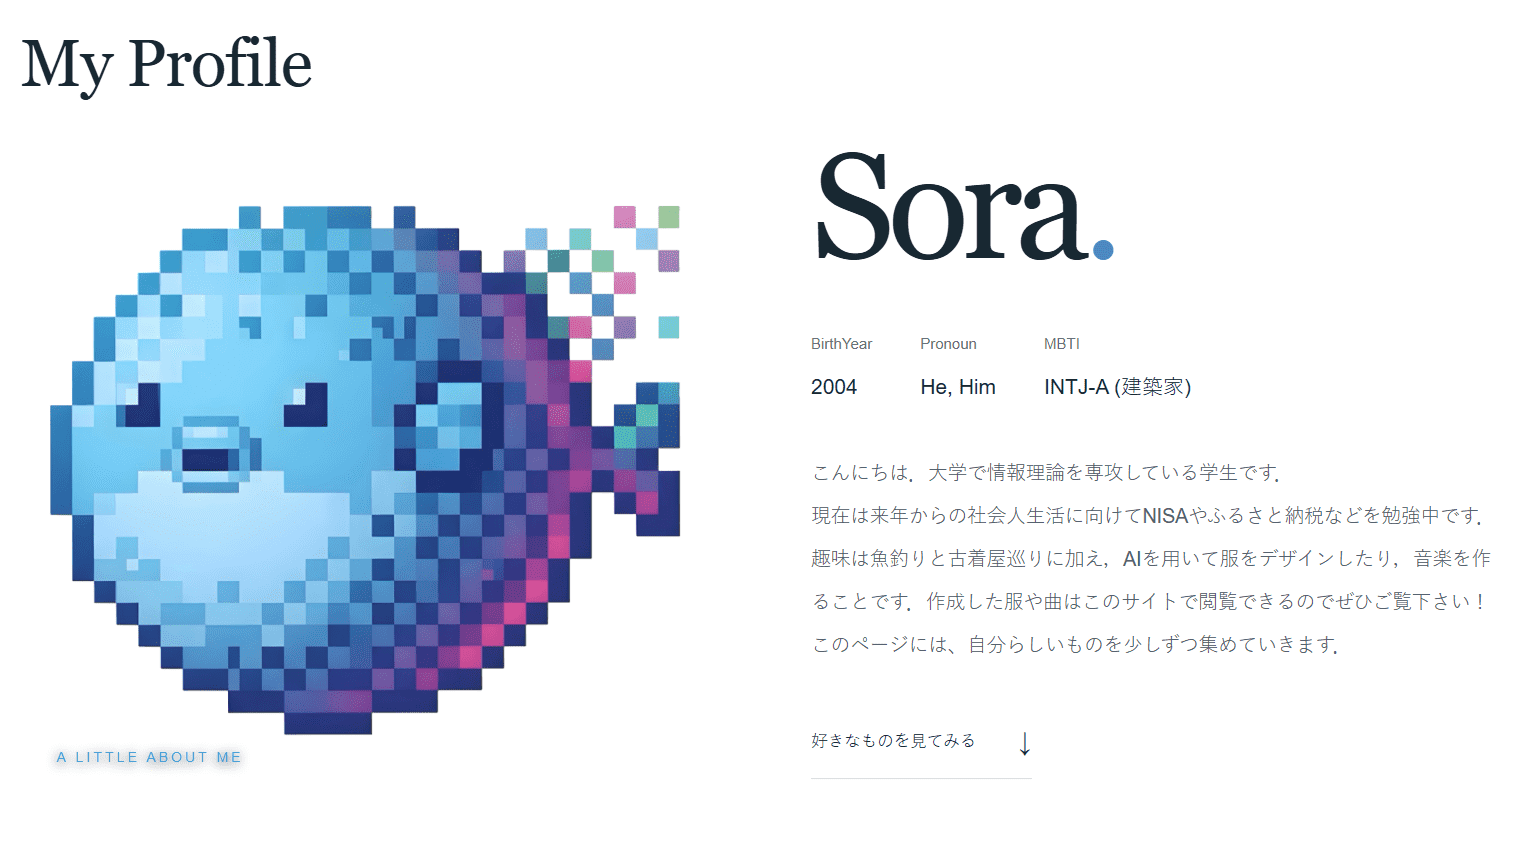 My Profile
Sora.
BirthYear Pronoun MBTI
2004 He, Him INTJ-A (建築家)
こんにちは．大学で情報理論を専攻している学生です．
現在は来年からの社会人生活に向けてNISAやふるさと納税などを勉強中です．
趣味は魚釣りと古着屋巡りに加え，AIを用いて服をデザインしたり，音楽を作
ることです．作成した服や曲はこのサイトで閲覧できるのでぜひご覧下さい！
このページには、自分らしいものを少しずつ集めていきます．
好きなものを見てみる ↓
A LITTLE ABOUT ME